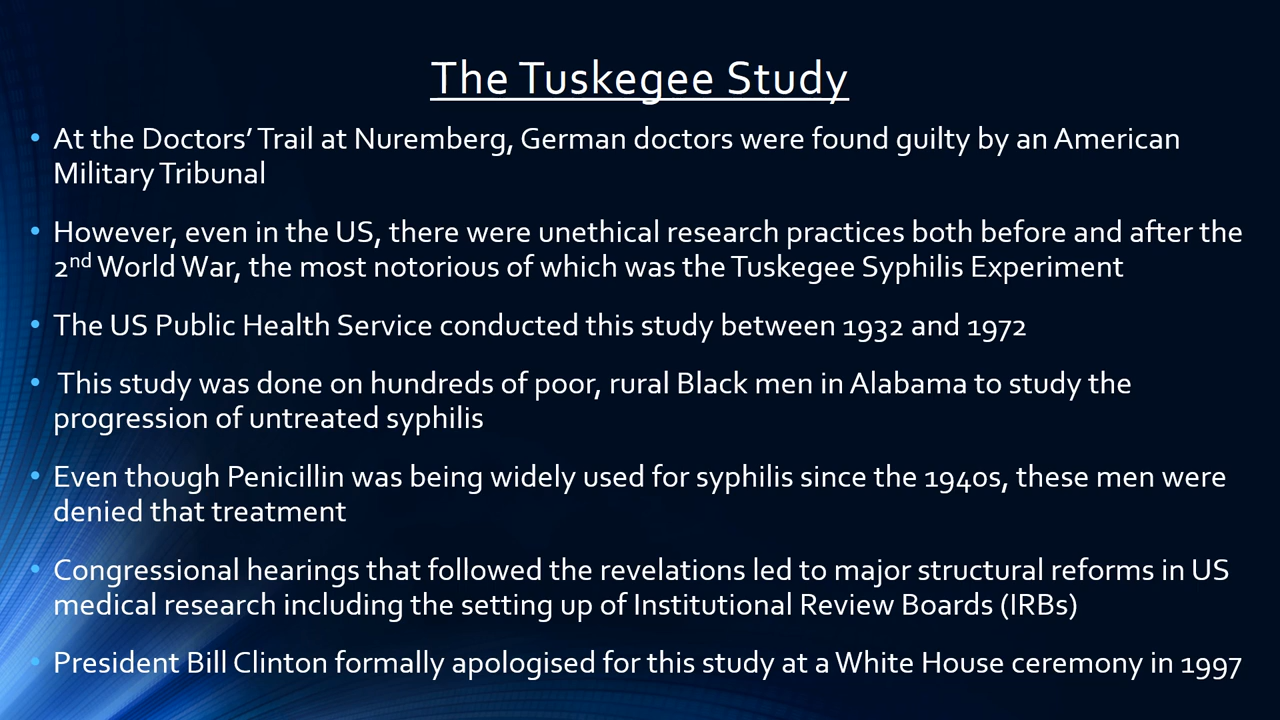 The Tuskegee Study
• At the Doctors’ Trail at Nuremberg, German doctors were found guilty by an American
Military Tribunal
• However, even in the US, there were unethical research practices both before and after the
2nd World War, the most notorious of which was the Tuskegee Syphilis Experiment
• The US Public Health Service conducted this study between 1932 and 1972
• This study was done on hundreds of poor, rural Black men in Alabama to study the
progression of untreated syphilis
• Even though Penicillin was being widely used for syphilis since the 1940s, these men were
denied that treatment
• Congressional hearings that followed the revelations led to major structural reforms in US
medical research including the setting up of Institutional Review Boards (IRBs)
• President Bill Clinton formally apologised for this study at a White House ceremony in 1997